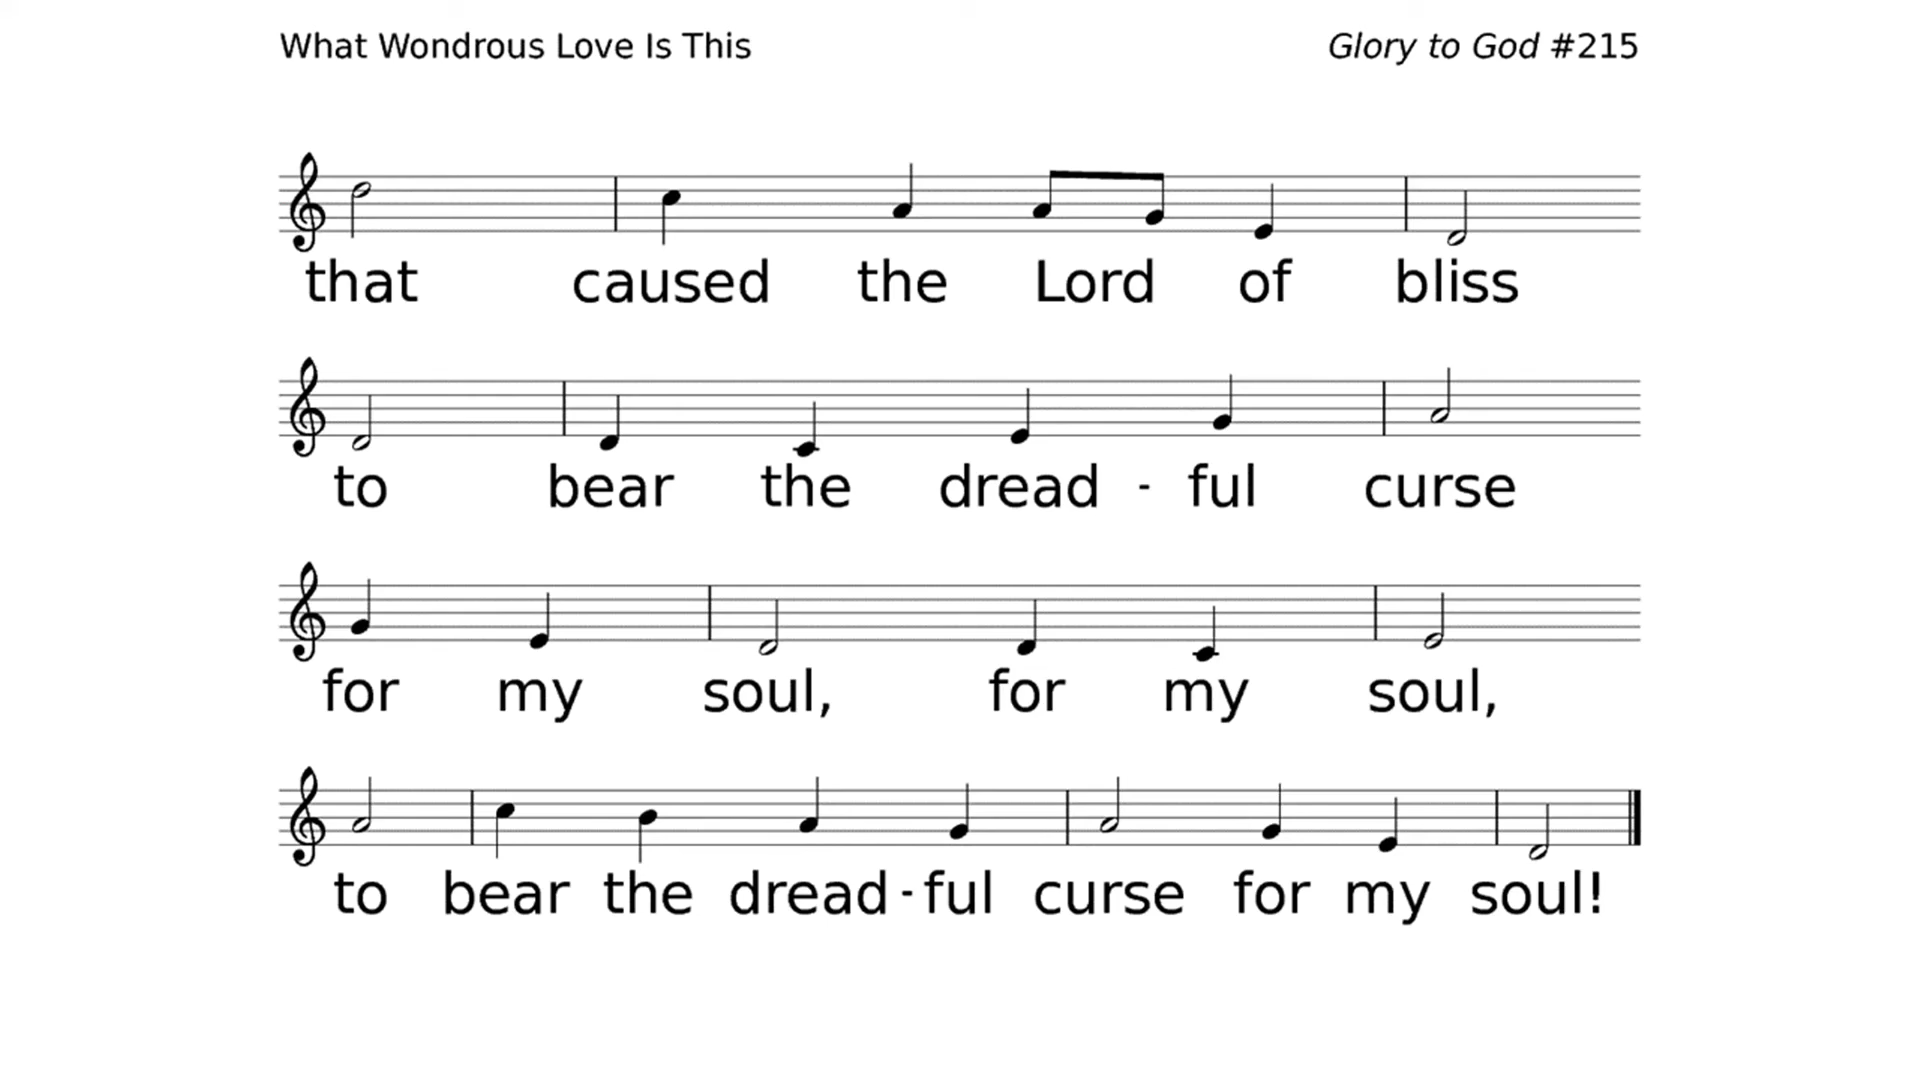 What Wondrous Love Is This Glory to God #215
that caused the Lord of bliss
to bear the dread - ful curse
for my soul, for my soul,
to bear the dread - ful curse for my soul!